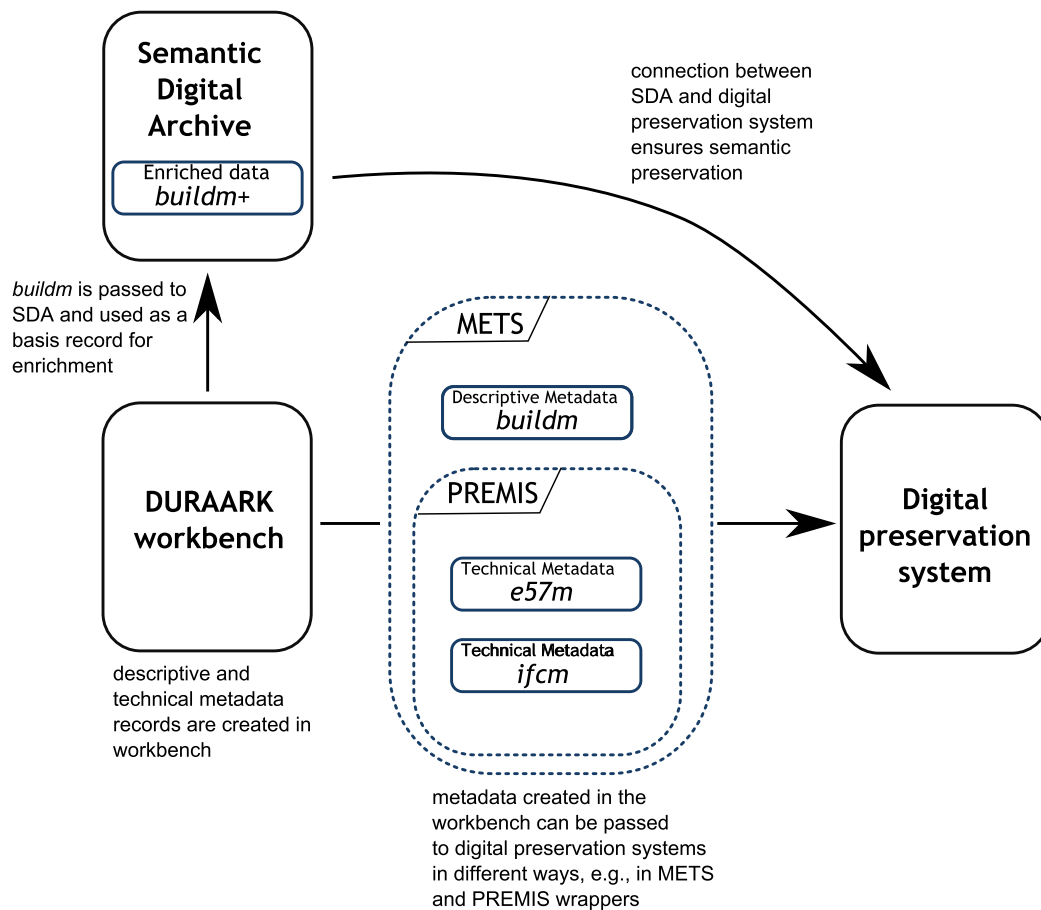 Semantic
Digital
Archive
Enriched data
buildm+
connection between
SDA and digital
preservation system
ensures semantic
preservation
buildm is passed to
SDA and used as a
basis record for
enrichment
METS
Descriptive Metadata
buildm
PREMIS
Technical Metadata
e57m
Technical Metadata
ifcm
DURAARK
workbench
Digital
preservation
system
descriptive and
technical metadata
records are created in
workbench
metadata created in the
workbench can be passed
to digital preservation systems
in different ways, e.g., in METS
and PREMIS wrappers